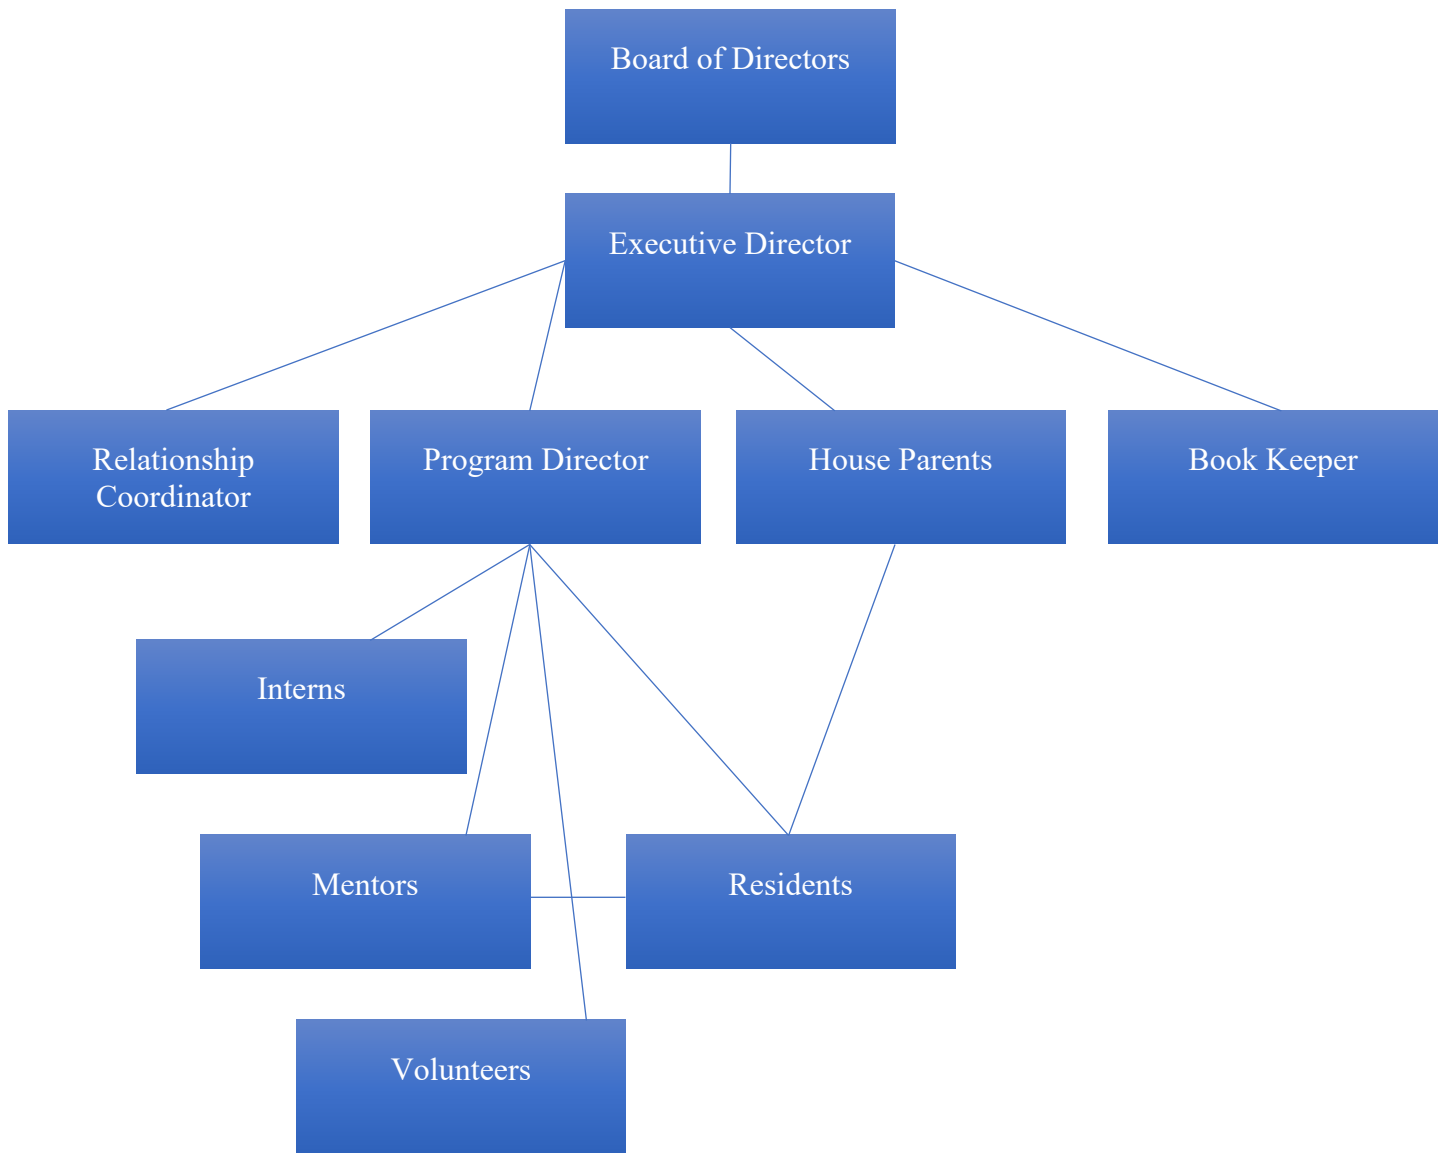 Board of Directors
Executive Director
Relationship
Coordinator
Program Director
House Parents
Book Keeper
Interns
Mentors
Residents
Volunteers